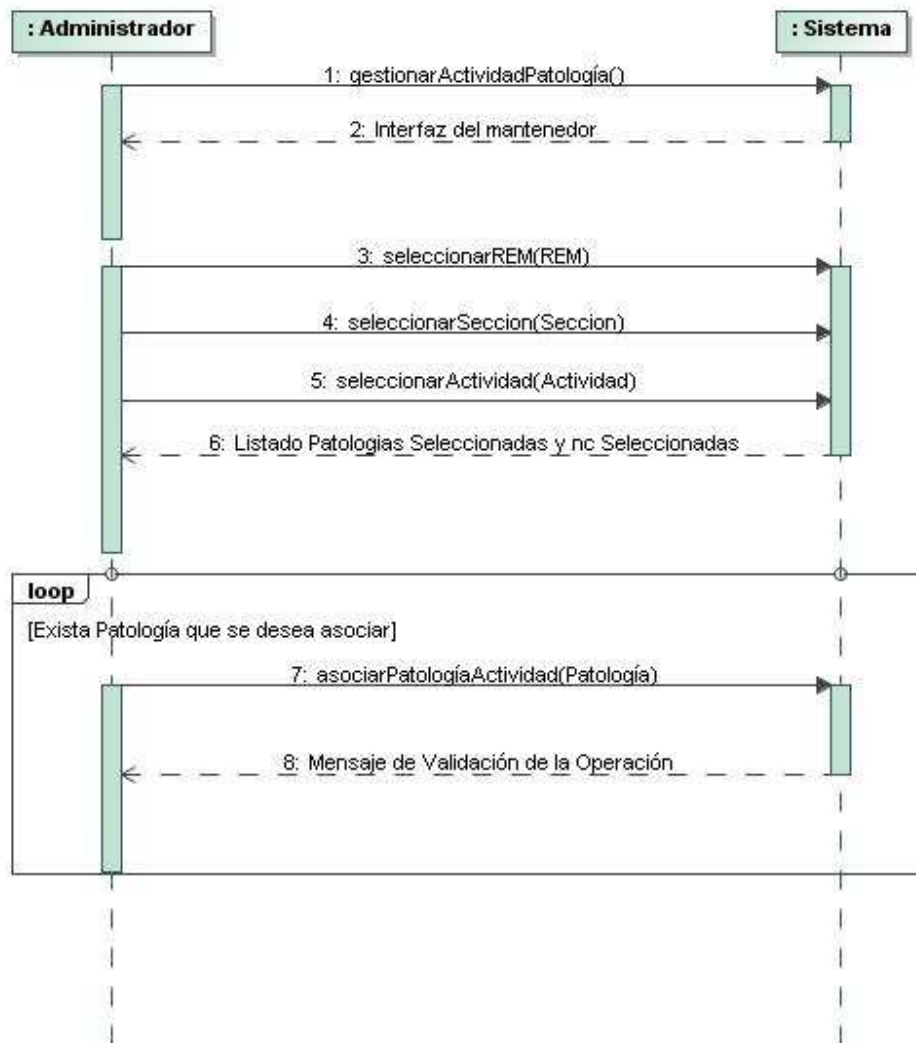 : Administrador
: Sistema
1: gestionarActividadPatología()
2: Interfaz del mantenedor
3: seleccionarREM(REM)
4: seleccionarSeccion(Seccion)
5: seleccionarActividad(Actividad)
6: Listado Patologias Seleccionadas y nc Seleccionadas
loop
[Exista Patología que se desea asociar]
7: asociarPatologíaActividad(Patología)
8: Mensaje de Validación de la Operación